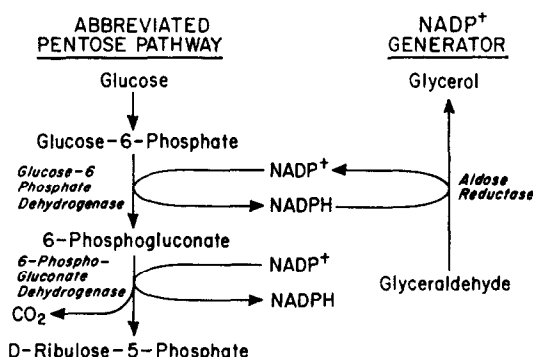 ABBREVIATED
PENTOSE PATHWAY
Glucose
Glucose-6-Phosphate
Glucose-6
Phosphate
Dehydrogenase
NADP+
NADPH
6-Phosphogluconate
6-Phospho-
Gluconate
Dehydrogenase
NADP+
NADPH
CO2
D-Ribulose-5-Phosphate
NADP+
GENERATOR
Glycerol
Aldose
Reductase
Glyceraldehyde